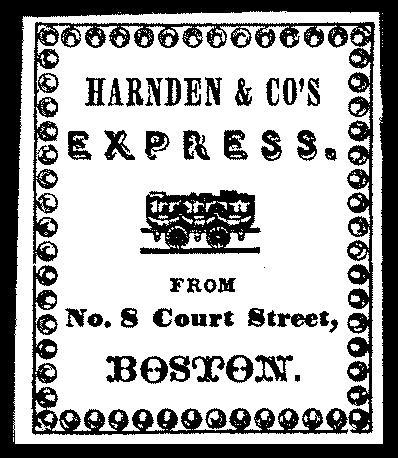 HARNDEN & CO'S
EXPRESS.
FROM
No. 8 Court Street,
BOSTON.